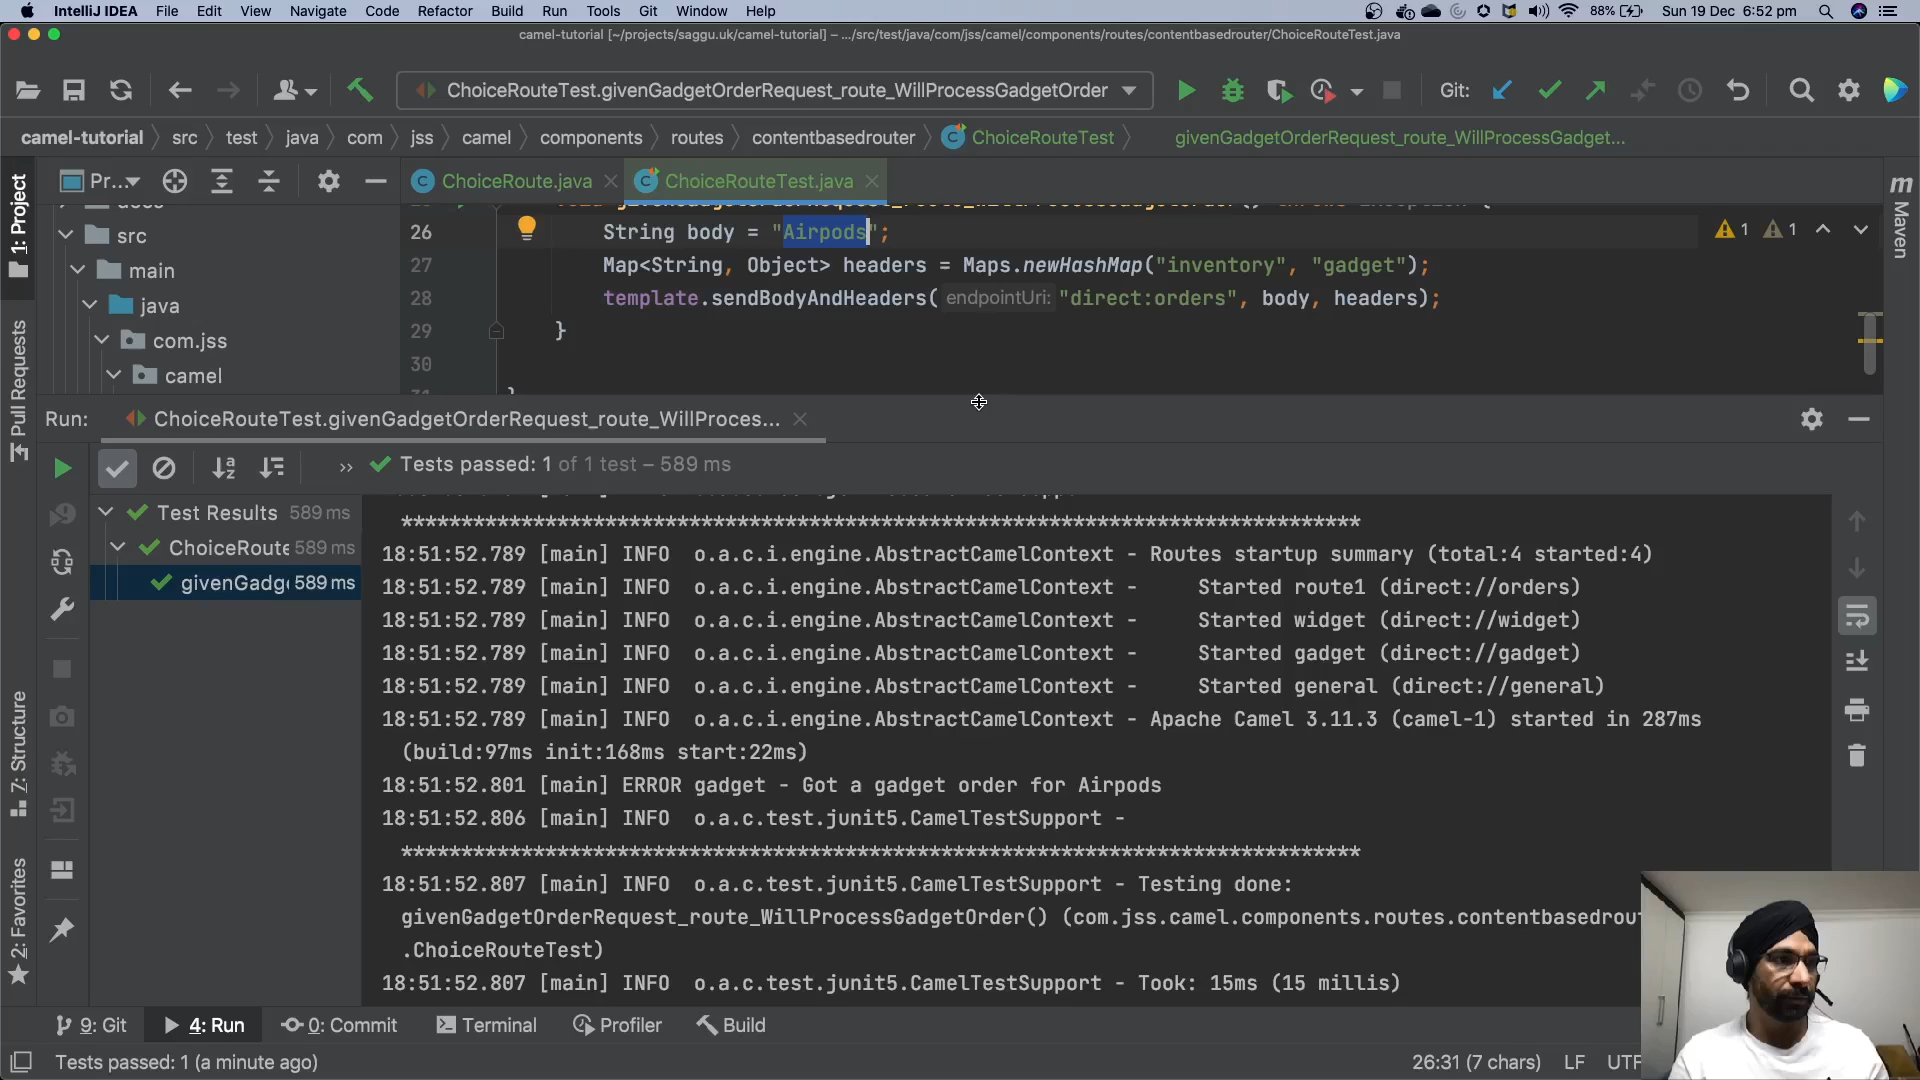 IntelliJ IDEA File Edit View Navigate Code Refactor Build Run Tools Git Window Help 88% Sun 19 Dec 6:52 pm
camel-tutorial [~/projects/saggu.uk/camel-tutorial] – .../src/test/java/com/jss/camel/components/routes/contentbasedrouter/ChoiceRouteTest.java
ChoiceRouteTest.givenGadgetOrderRequest_route_WillProcessGadgetOrder Git:
camel-tutorial src test java com jss camel components routes contentbasedrouter ChoiceRouteTest givenGadgetOrderRequest_route_WillProcessGadget...
1: Project
Pr... ChoiceRoute.java ChoiceRouteTest.java
Maven
src
main
java
com.jss
camel
26 String body = "Airpods";
1 1
27 Map<String, Object> headers = Maps.newHashMap("inventory", "gadget");
28 template.sendBodyAndHeaders( endpointUri: "direct:orders", body, headers);
29 }
30
Pull Requests
Run: ChoiceRouteTest.givenGadgetOrderRequest_route_WillProces...
Tests passed: 1 of 1 test – 589 ms
Test Results 589 ms
ChoiceRoute 589 ms
givenGadge 589 ms
********************************************************************************
18:51:52.789 [main] INFO o.a.c.i.engine.AbstractCamelContext - Routes startup summary (total:4 started:4)
18:51:52.789 [main] INFO o.a.c.i.engine.AbstractCamelContext - Started route1 (direct://orders)
18:51:52.789 [main] INFO o.a.c.i.engine.AbstractCamelContext - Started widget (direct://widget)
18:51:52.789 [main] INFO o.a.c.i.engine.AbstractCamelContext - Started gadget (direct://gadget)
18:51:52.789 [main] INFO o.a.c.i.engine.AbstractCamelContext - Started general (direct://general)
18:51:52.789 [main] INFO o.a.c.i.engine.AbstractCamelContext - Apache Camel 3.11.3 (camel-1) started in 287ms
(build:97ms init:168ms start:22ms)
18:51:52.801 [main] ERROR gadget - Got a gadget order for Airpods
18:51:52.806 [main] INFO o.a.c.test.junit5.CamelTestSupport -
********************************************************************************
18:51:52.807 [main] INFO o.a.c.test.junit5.CamelTestSupport - Testing done:
givenGadgetOrderRequest_route_WillProcessGadgetOrder() (com.jss.camel.components.routes.contentbasedrou
.ChoiceRouteTest)
18:51:52.807 [main] INFO o.a.c.test.junit5.CamelTestSupport - Took: 15ms (15 millis)
Z: Structure
2: Favorites
9: Git 4: Run 0: Commit Terminal Profiler Build
Tests passed: 1 (a minute ago) 26:31 (7 chars) LF UTF